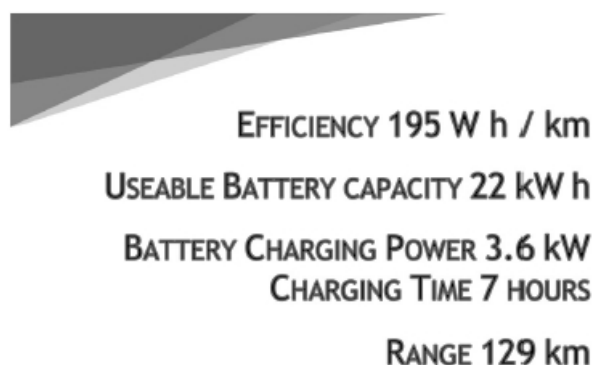 EFFICIENCY 195 W h / km
USEABLE BATTERY CAPACITY 22 kW h
BATTERY CHARGING POWER 3.6 kW
CHARGING TIME 7 HOURS
RANGE 129 km